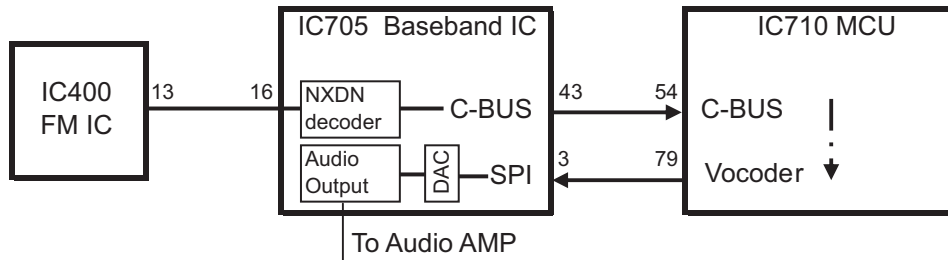 IC705  Baseband IC
IC710 MCU
IC400
FM IC
13
16
NXDN
decoder
C-BUS
43
54
C-BUS
Audio
Output
DAC
SPI
3
79
Vocoder
To Audio AMP